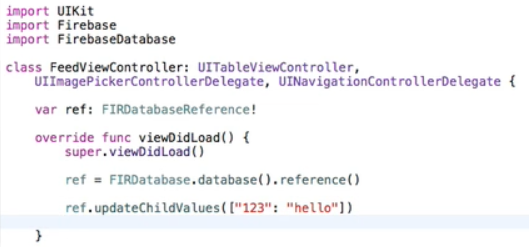 import UIKit
import Firebase
import FirebaseDatabase
class FeedViewController: UITableViewController,
UIImagePickerControllerDelegate, UINavigationControllerDelegate {
var ref: FIRDatabaseReference!
override func viewDidLoad() {
super.viewDidLoad()
ref = FIRDatabase.database().reference()
ref.updateChildValues(["123": "hello"])
}